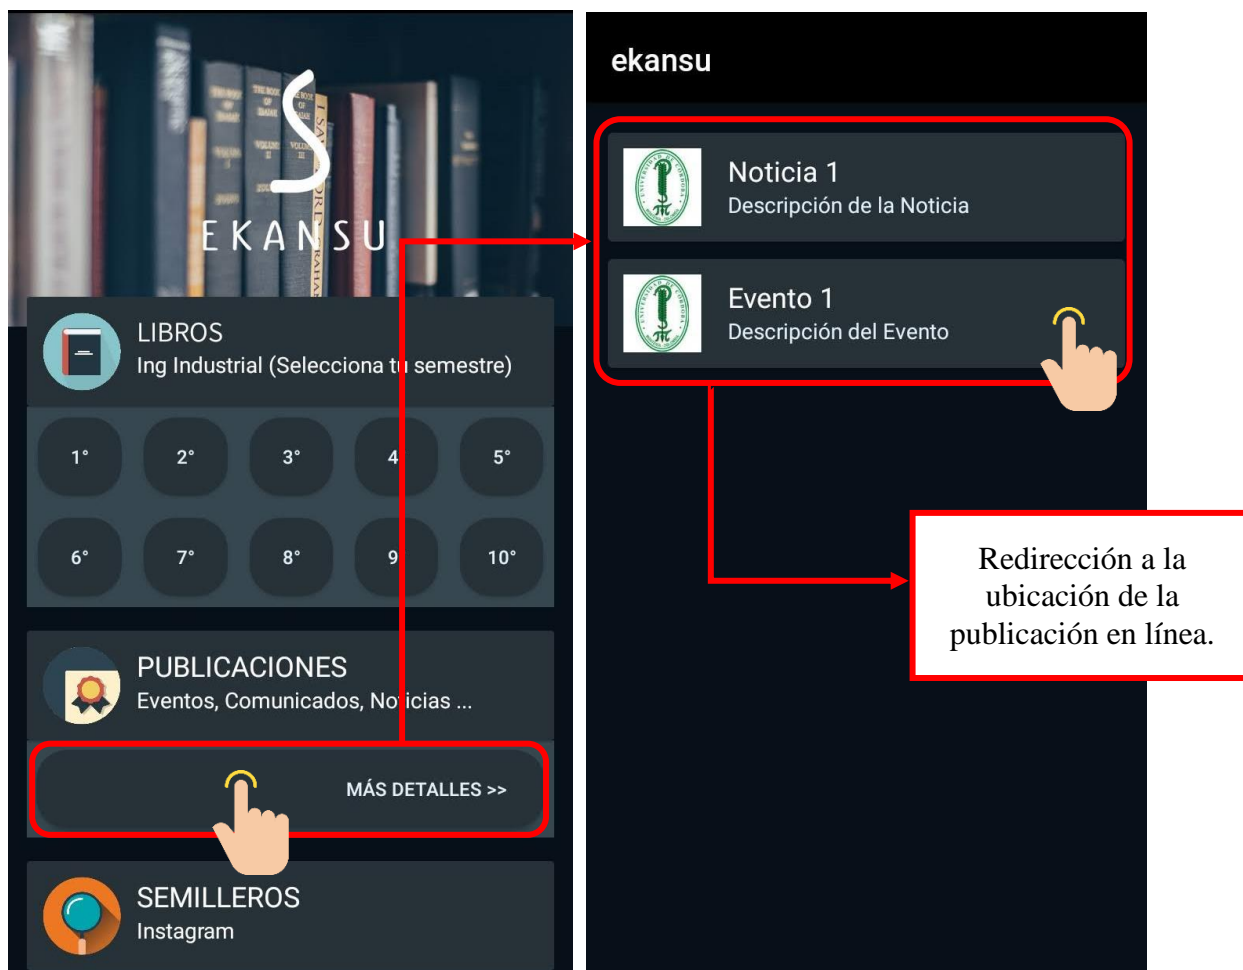 EKANSU
LIBROS
Ing Industrial (Selecciona tu semestre)
1° 2° 3° 4° 5°
6° 7° 8° 9 10°
PUBLICACIONES
Eventos, Comunicados, Noticias ...
MÁS DETALLES >>
SEMILLEROS
Instagram
ekansu
Noticia 1
Descripción de la Noticia
Evento 1
Descripción del Evento
Redirección a la
ubicación de la
publicación en línea.